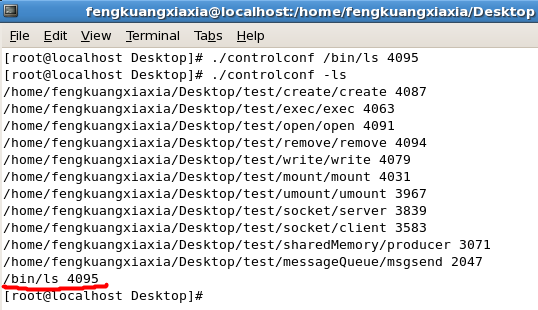 fengkuangxiaxia@localhost:/home/fengkuangxiaxia/Desktop
File Edit View Terminal Tabs Help
[root@localhost Desktop]# ./controlconf /bin/ls 4095
[root@localhost Desktop]# ./controlconf -ls
/home/fengkuangxiaxia/Desktop/test/create/create 4087
/home/fengkuangxiaxia/Desktop/test/exec/exec 4063
/home/fengkuangxiaxia/Desktop/test/open/open 4091
/home/fengkuangxiaxia/Desktop/test/remove/remove 4094
/home/fengkuangxiaxia/Desktop/test/write/write 4079
/home/fengkuangxiaxia/Desktop/test/mount/mount 4031
/home/fengkuangxiaxia/Desktop/test/umount/umount 3967
/home/fengkuangxiaxia/Desktop/test/socket/server 3839
/home/fengkuangxiaxia/Desktop/test/socket/client 3583
/home/fengkuangxiaxia/Desktop/test/sharedMemory/producer 3071
/home/fengkuangxiaxia/Desktop/test/messageQueue/msgsend 2047
/bin/ls 4095
[root@localhost Desktop]#